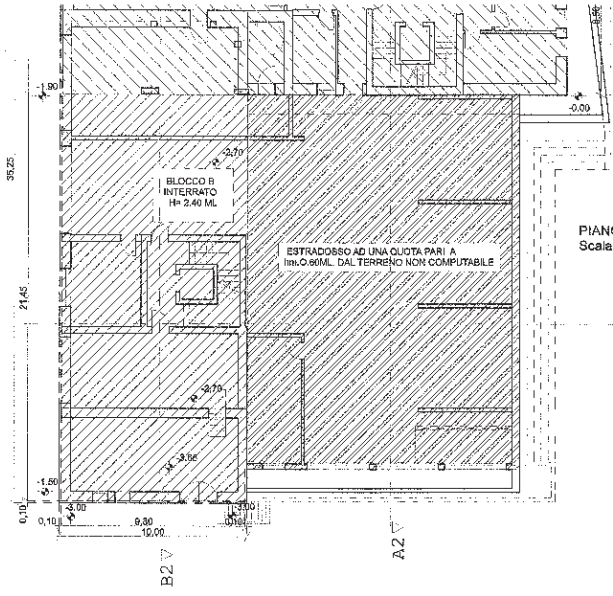 -1.90
-0.00
-2.70
BLOCCO B
INTERRATO
H= 2.40 ML
35,25
PIANO
Scala
ESTRADOSSO AD UNA QUOTA PARI A
hm.0.60ML. DAL TERRENO NON COMPUTABILE
21,45
-2.70
-3.66
-1.50
0,10
-3.00
-3.00
0,10
9,80
0,10
10,00
B2
A2